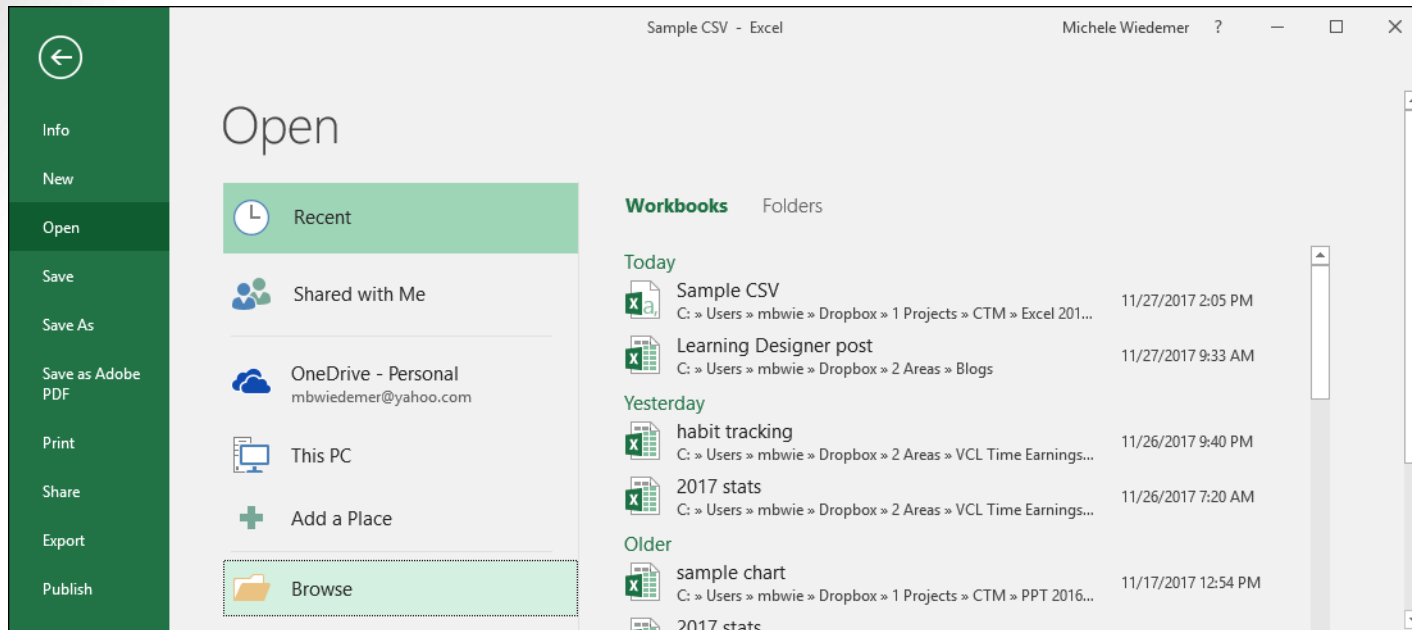 Sample CSV - Excel
Michele Wiedemer ?
Info
New
Open
Save
Save As
Save as Adobe
PDF
Print
Share
Export
Publish
Open
Recent
Shared with Me
OneDrive - Personal
mbwiedemer@yahoo.com
This PC
Add a Place
Browse
Workbooks Folders
Today
Sample CSV
C: » Users » mbwie » Dropbox » 1 Projects » CTM » Excel 201...
11/27/2017 2:05 PM
Learning Designer post
C: » Users » mbwie » Dropbox » 2 Areas » Blogs
11/27/2017 9:33 AM
Yesterday
habit tracking
C: » Users » mbwie » Dropbox » 2 Areas » VCL Time Earnings...
11/26/2017 9:40 PM
2017 stats
C: » Users » mbwie » Dropbox » 2 Areas » VCL Time Earnings...
11/26/2017 7:20 AM
Older
sample chart
C: » Users » mbwie » Dropbox » 1 Projects » CTM » PPT 2016...
11/17/2017 12:54 PM
2017 stats